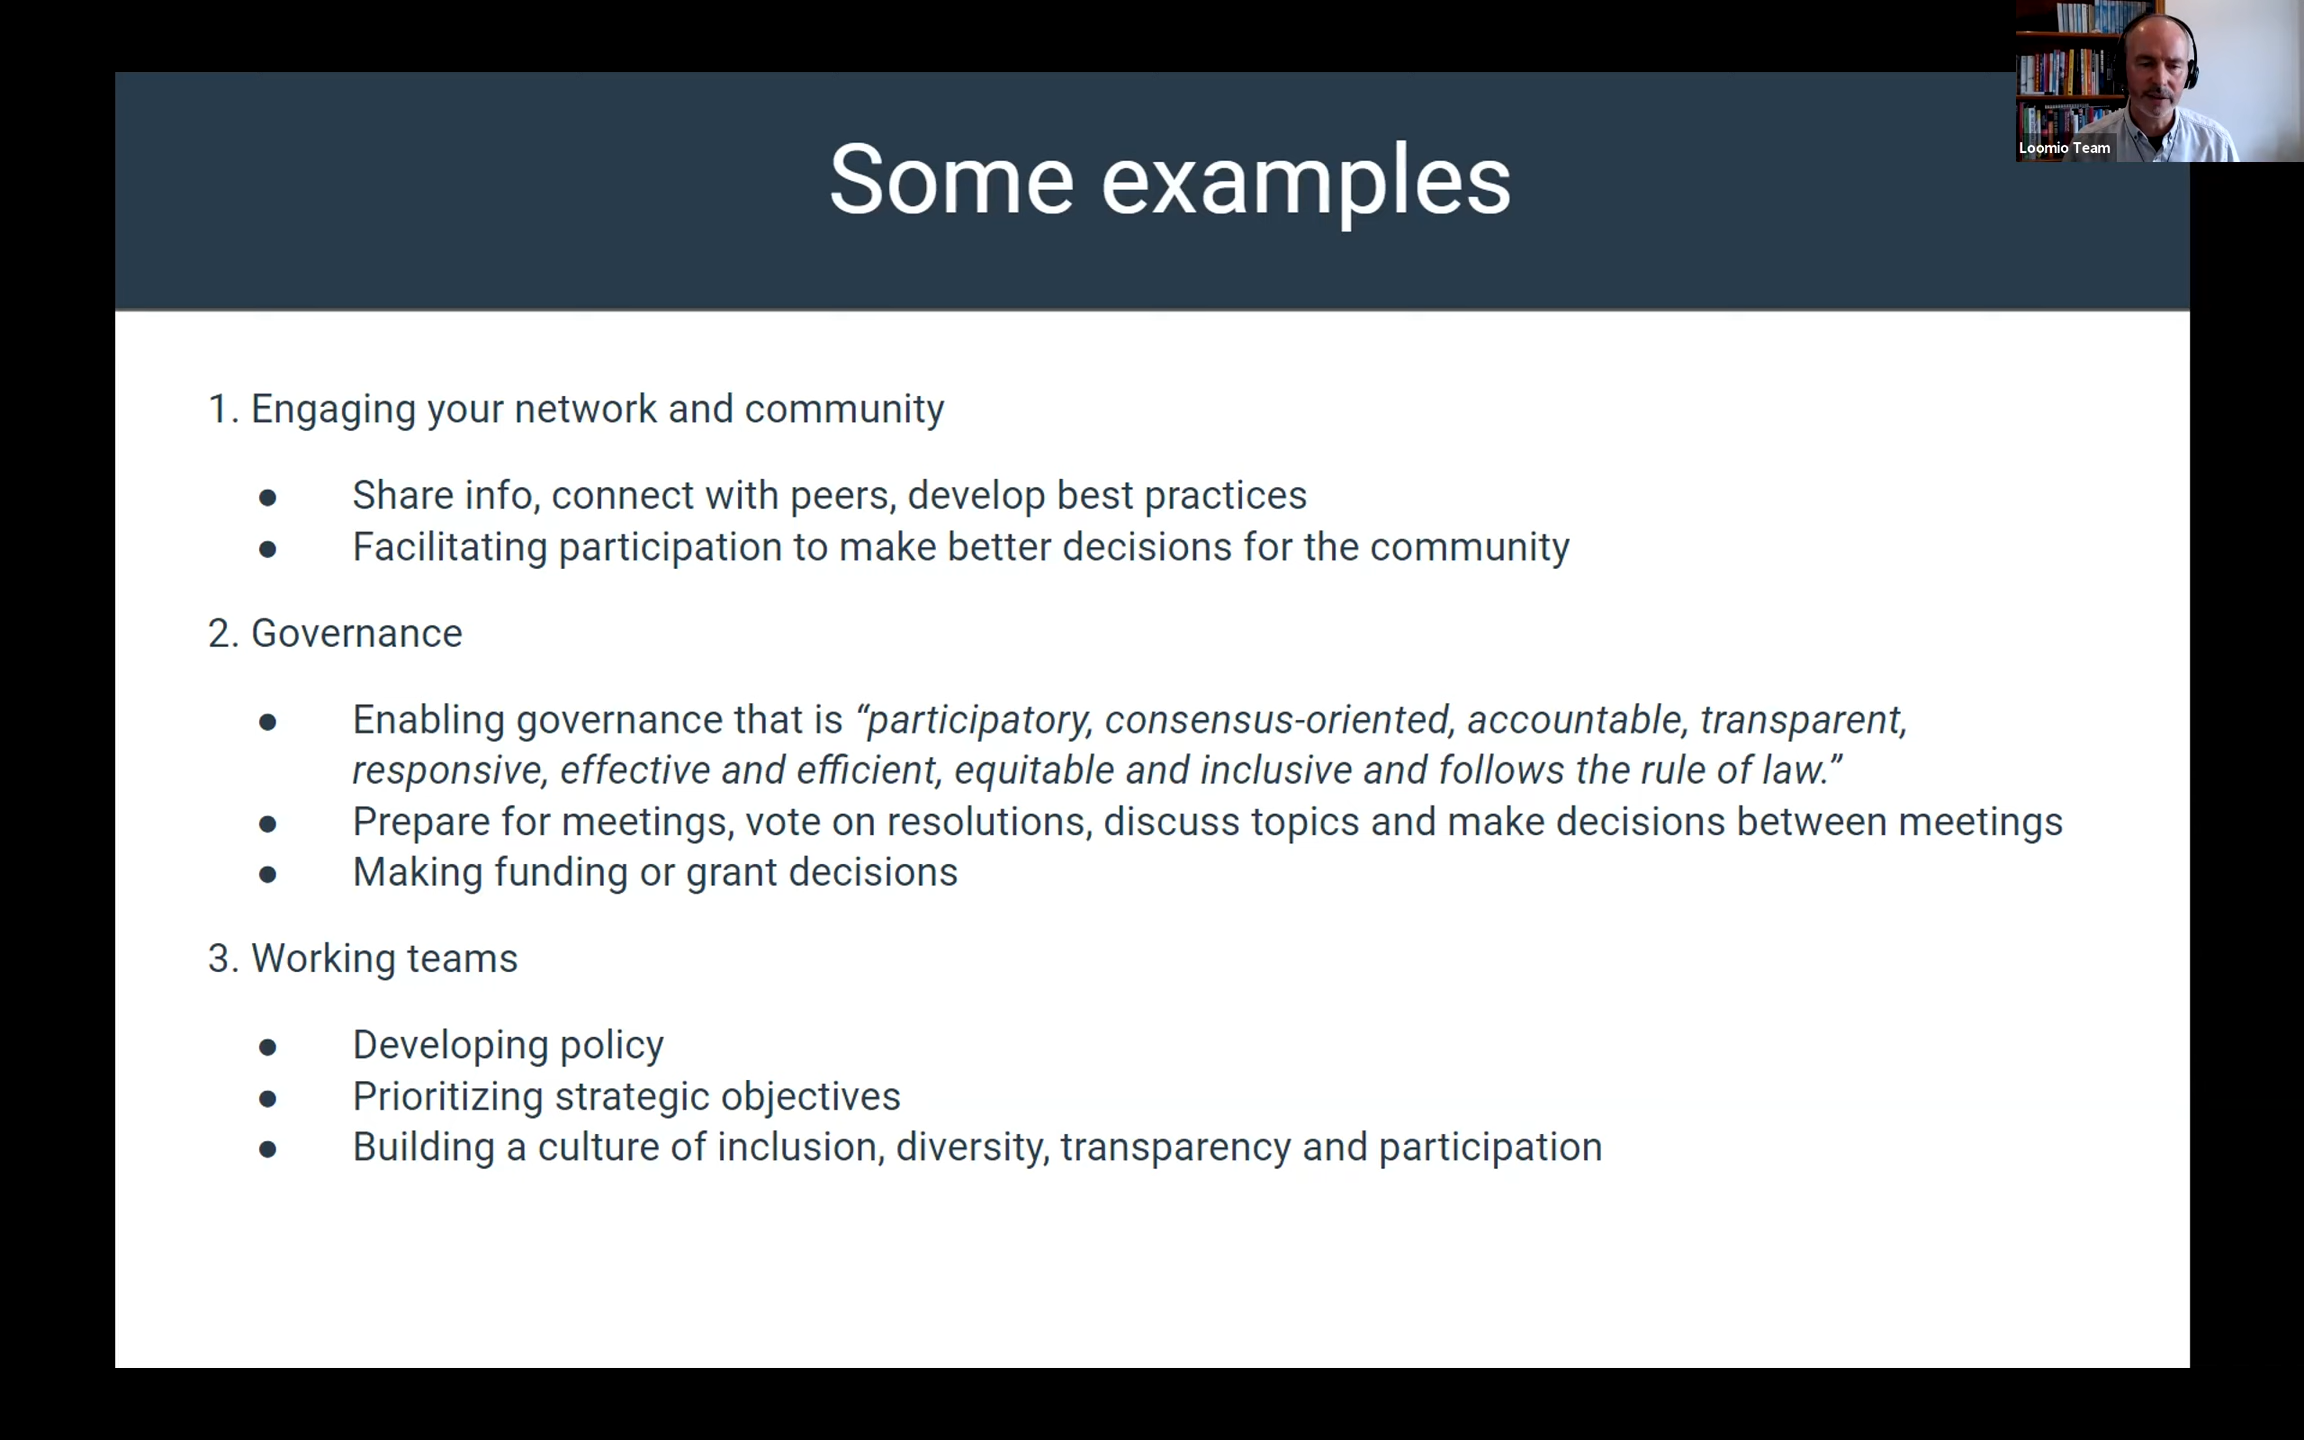 Some examples
Loomio Team
1. Engaging your network and community
● Share info, connect with peers, develop best practices
● Facilitating participation to make better decisions for the community
2. Governance
● Enabling governance that is “participatory, consensus-oriented, accountable, transparent,
responsive, effective and efficient, equitable and inclusive and follows the rule of law.”
● Prepare for meetings, vote on resolutions, discuss topics and make decisions between meetings
● Making funding or grant decisions
3. Working teams
● Developing policy
● Prioritizing strategic objectives
● Building a culture of inclusion, diversity, transparency and participation